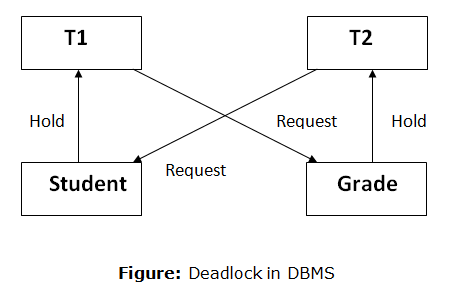 T1
T2
Hold
Request
Hold
Request
Student
Grade
Figure: Deadlock in DBMS